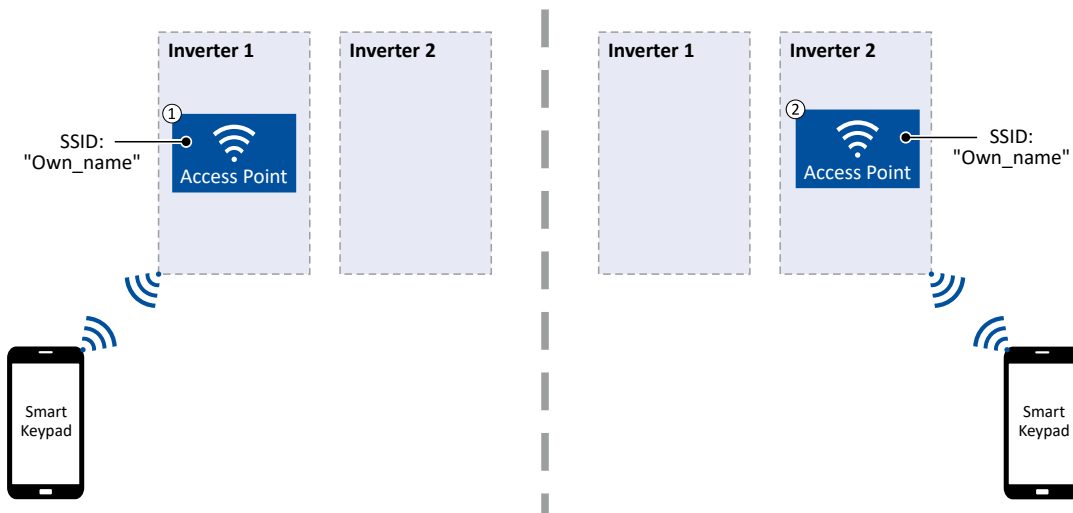 Inverter 1
Inverter 2
1
SSID:
"Own_name"
Access Point
Smart
Keypad
Inverter 1
Inverter 2
2
SSID:
"Own_name"
Access Point
Smart
Keypad